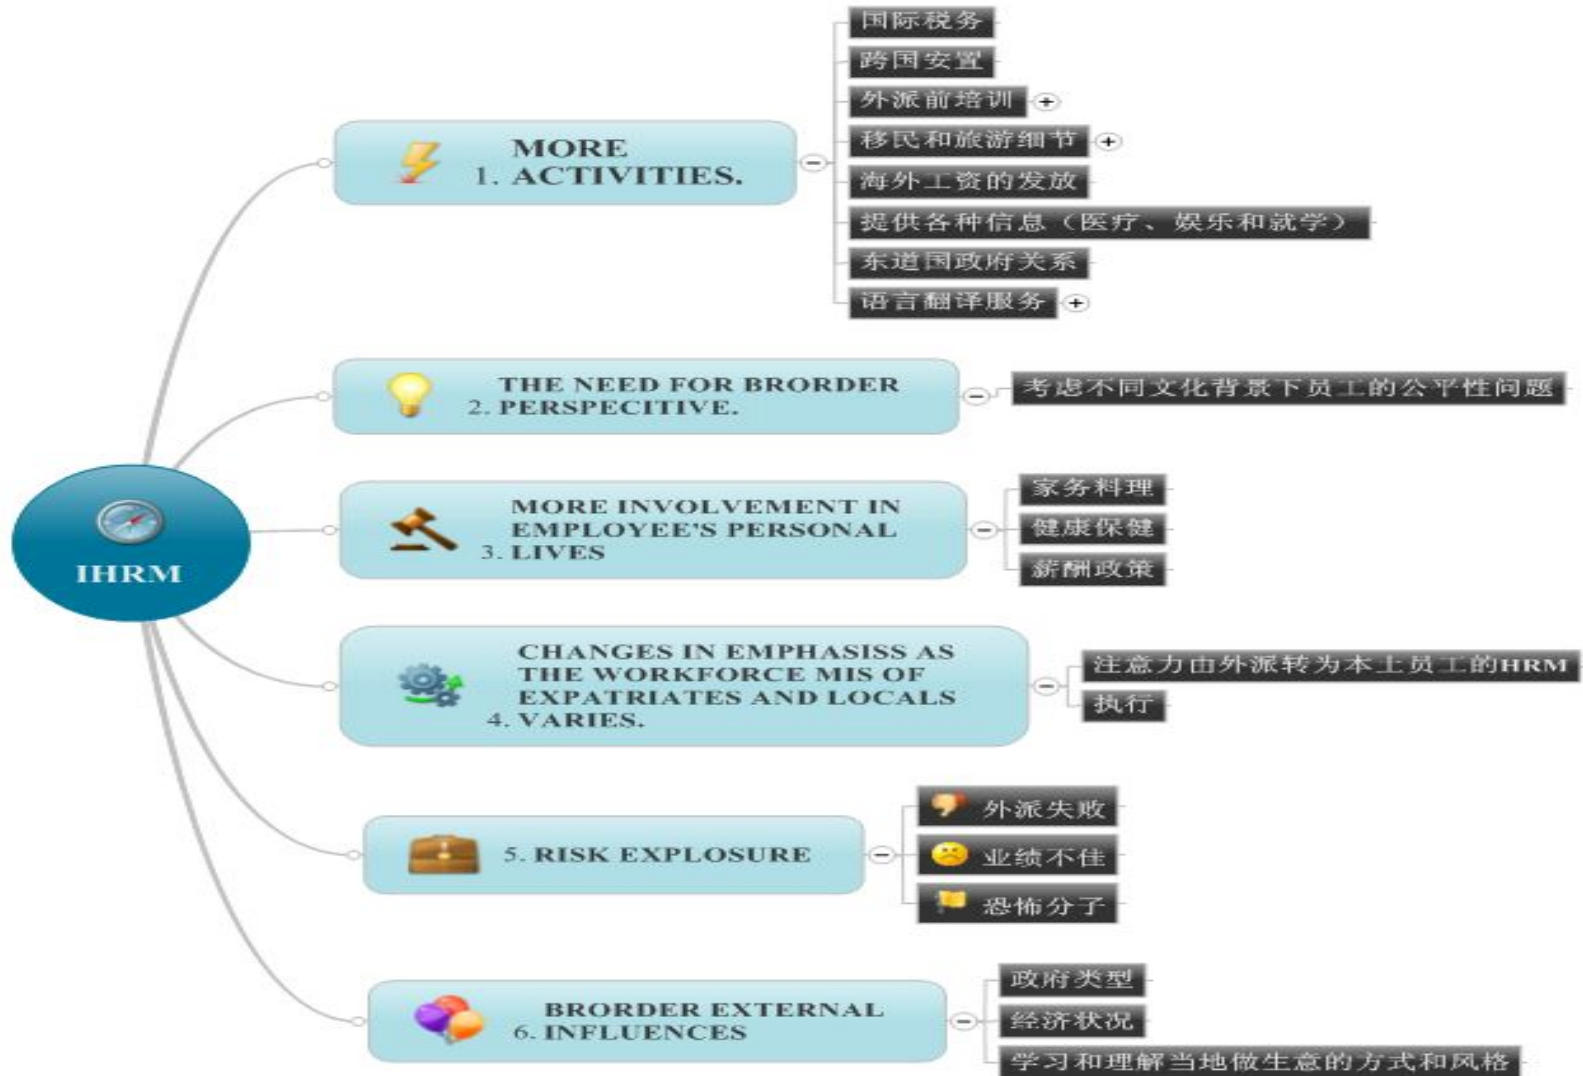 IHRM
1. MORE
ACTIVITIES.
国际税务
跨国安置
外派前培训
移民和旅游细节
海外工资的发放
提供各种信息（医疗、娱乐和就学）
东道国政府关系
语言翻译服务
THE NEED FOR BRORDER
2. PERSPECITIVE.
考虑不同文化背景下员工的公平性问题
MORE INVOLVEMENT IN
EMPLOYEE'S PERSONAL
3. LIVES
家务料理
健康保健
薪酬政策
CHANGES IN EMPHASISS AS
THE WORKFORCE MIS OF
EXPATRIATES AND LOCALS
4. VARIES.
注意力由外派转为本土员工的HRM
执行
5. RISK EXPLOSURE
外派失败
业绩不佳
恐怖分子
BRORDER EXTERNAL
6. INFLUENCES
政府类型
经济状况
学习和理解当地做生意的方式和风格